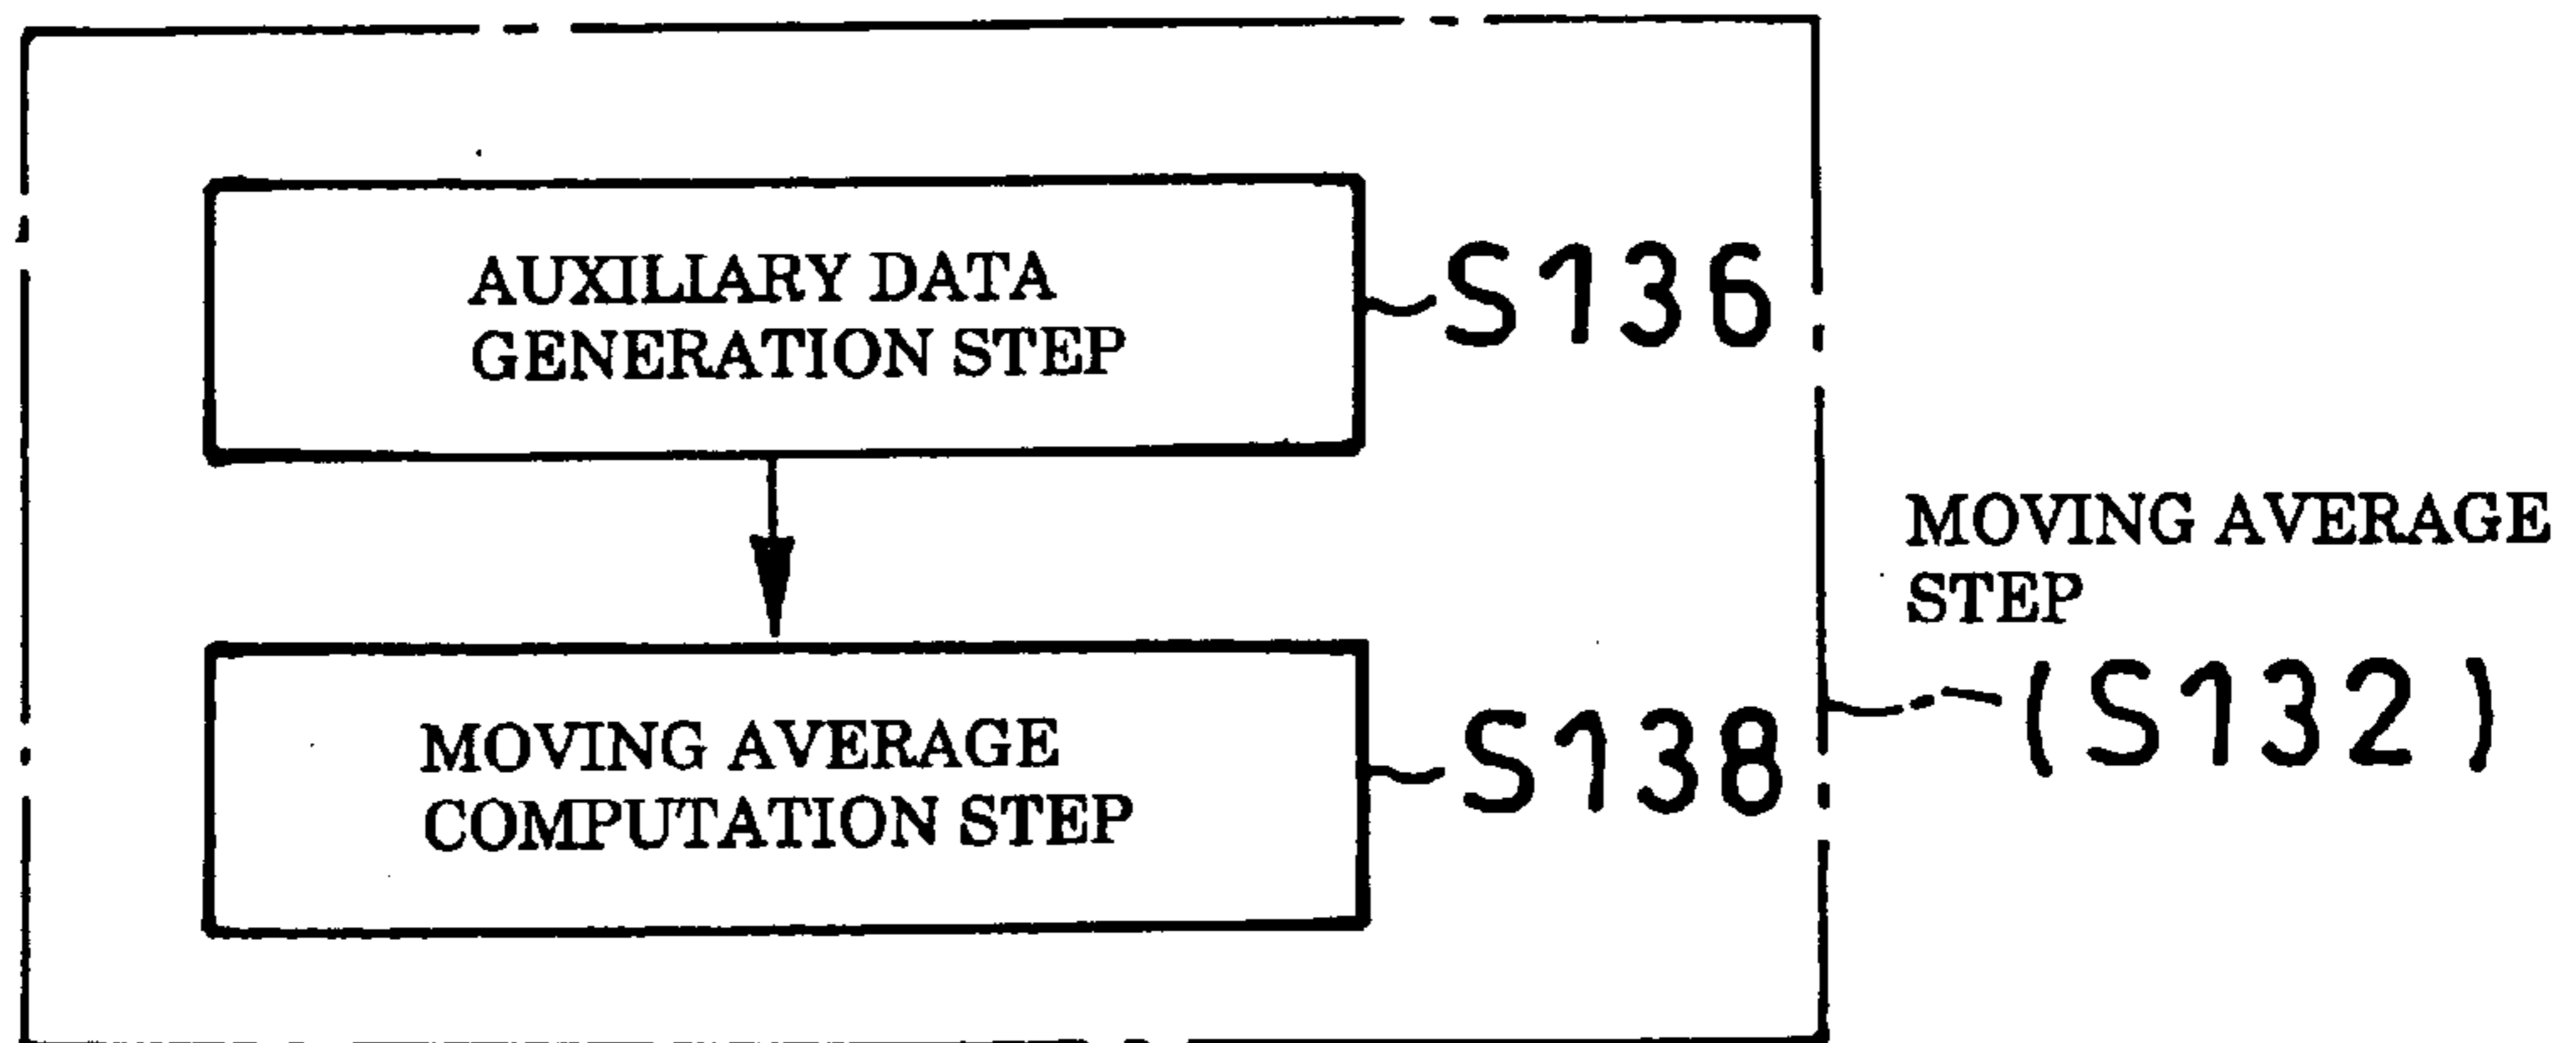 AUXILIARY DATA
GENERATION STEP
S136
MOVING AVERAGE
STEP
(S132)
MOVING AVERAGE
COMPUTATION STEP
S138